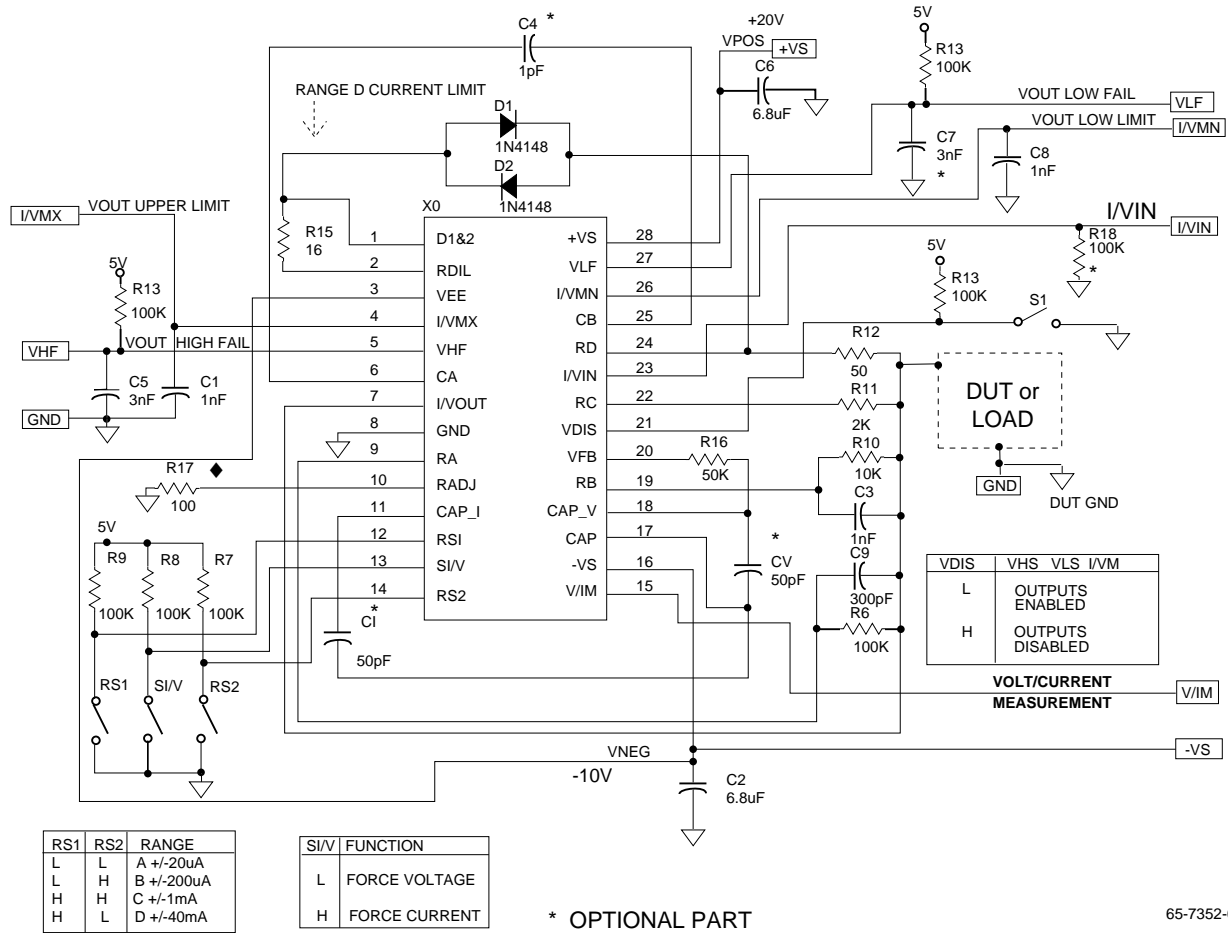 C4 *
1pF
+20V
VPOS +VS
C6
6.8uF
5V
R13
100K
VOUT LOW FAIL VLF
VOUT LOW LIMIT I/VMN
C7
3nF
*
C8
1nF
RANGE D CURRENT LIMIT
D1
1N4148
D2
1N4148
X0
I/VMX VOUT UPPER LIMIT
R15
16
5V
R13
100K
VHF VOUT HIGH FAIL
C5
3nF
C1
1nF
GND
1 D1&2
2 RDIL
3 VEE
4 I/VMX
5 VHF
6 CA
7 I/VOUT
8 GND
9 RA
10 RADJ
11 CAP_I
12 RSI
13 SI/V
14 RS2
+VS 28
VLF 27
I/VMN 26
CB 25
RD 24
I/VIN 23
RC 22
VDIS 21
VFB 20
RB 19
CAP_V 18
CAP 17
-VS 16
V/IM 15
I/VIN
I/VIN
R18
100K
*
5V
R13
100K
S1
R12
50
R11
2K
R10
10K
C3
1nF
C9
300pF
R6
100K
R16
50K
*
CV
50pF
DUT or
LOAD
GND
DUT GND
R17 ◆
100
5V
R9 R8 R7
100K 100K 100K
*
CI
50pF
RS1 SI/V RS2
VDIS VHS VLS I/VM
L OUTPUTS
ENABLED
H OUTPUTS
DISABLED
VOLT/CURRENT
MEASUREMENT
V/IM
VNEG
-10V
-VS
C2
6.8uF
RS1 RS2 RANGE
L L A +/-20uA
L H B +/-200uA
H H C +/-1mA
H L D +/-40mA
SI/V FUNCTION
L FORCE VOLTAGE
H FORCE CURRENT
* OPTIONAL PART
65-7352-